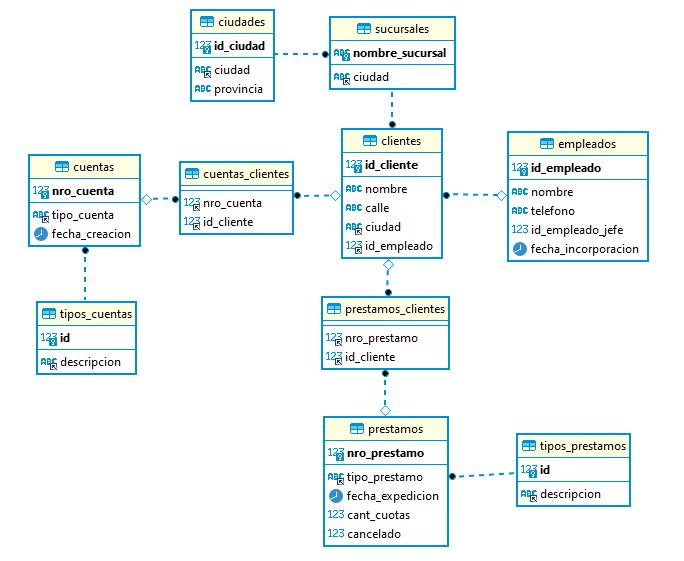 ciudades
123 id_ciudad
ABC ciudad
ABC provincia
sucursales
ABC nombre_sucursal
ABC ciudad
clientes
123 id_cliente
ABC nombre
ABC calle
ABC ciudad
123 id_empleado
empleados
123 id_empleado
ABC nombre
ABC telefono
123 id_empleado_jefe
fecha_incorporacion
cuentas
123 nro_cuenta
ABC tipo_cuenta
fecha_creacion
cuentas_clientes
123 nro_cuenta
123 id_cliente
tipos_cuentas
123 id
ABC descripcion
prestamos_clientes
123 nro_prestamo
123 id_cliente
prestamos
123 nro_prestamo
ABC tipo_prestamo
fecha_expedicion
123 cant_cuotas
123 cancelado
tipos_prestamos
123 id
ABC descripcion